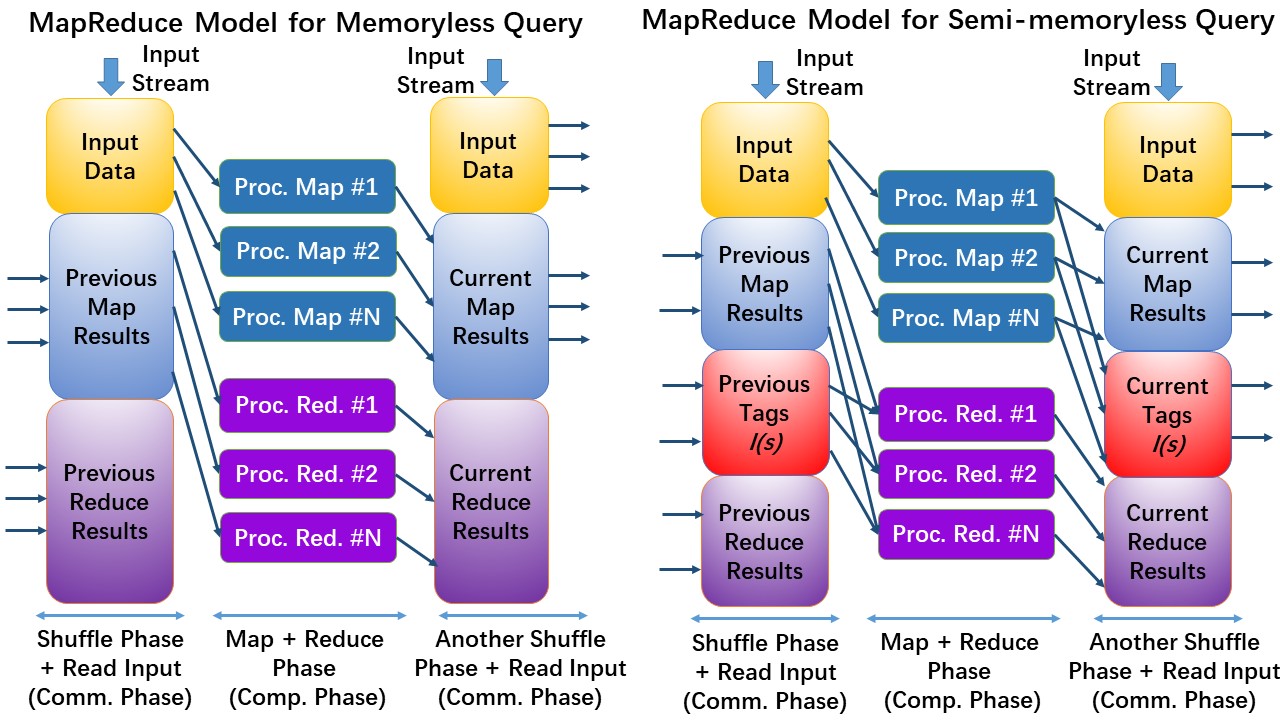 MapReduce Model for Memoryless Query
Input
Stream
Input
Stream
Input
Data
Previous
Map
Results
Previous
Reduce
Results
Proc. Map #1
Proc. Map #2
Proc. Map #N
Proc. Red. #1
Proc. Red. #2
Proc. Red. #N
Input
Data
Current
Map
Results
Current
Reduce
Results
Shuffle Phase
+ Read Input
(Comm. Phase)
Map + Reduce
Phase
(Comp. Phase)
Another Shuffle
Phase + Read Input
(Comm. Phase)
MapReduce Model for Semi-memoryless Query
Input
Stream
Input
Stream
Input
Data
Previous
Map
Results
Previous
Tags
l(s)
Previous
Reduce
Results
Proc. Map #1
Proc. Map #2
Proc. Map #N
Proc. Red. #1
Proc. Red. #2
Proc. Red. #N
Input
Data
Current
Map
Results
Current
Tags
l(s)
Current
Reduce
Results
Shuffle Phase
+ Read Input
(Comm. Phase)
Map + Reduce
Phase
(Comp. Phase)
Another Shuffle
Phase + Read Input
(Comm. Phase)